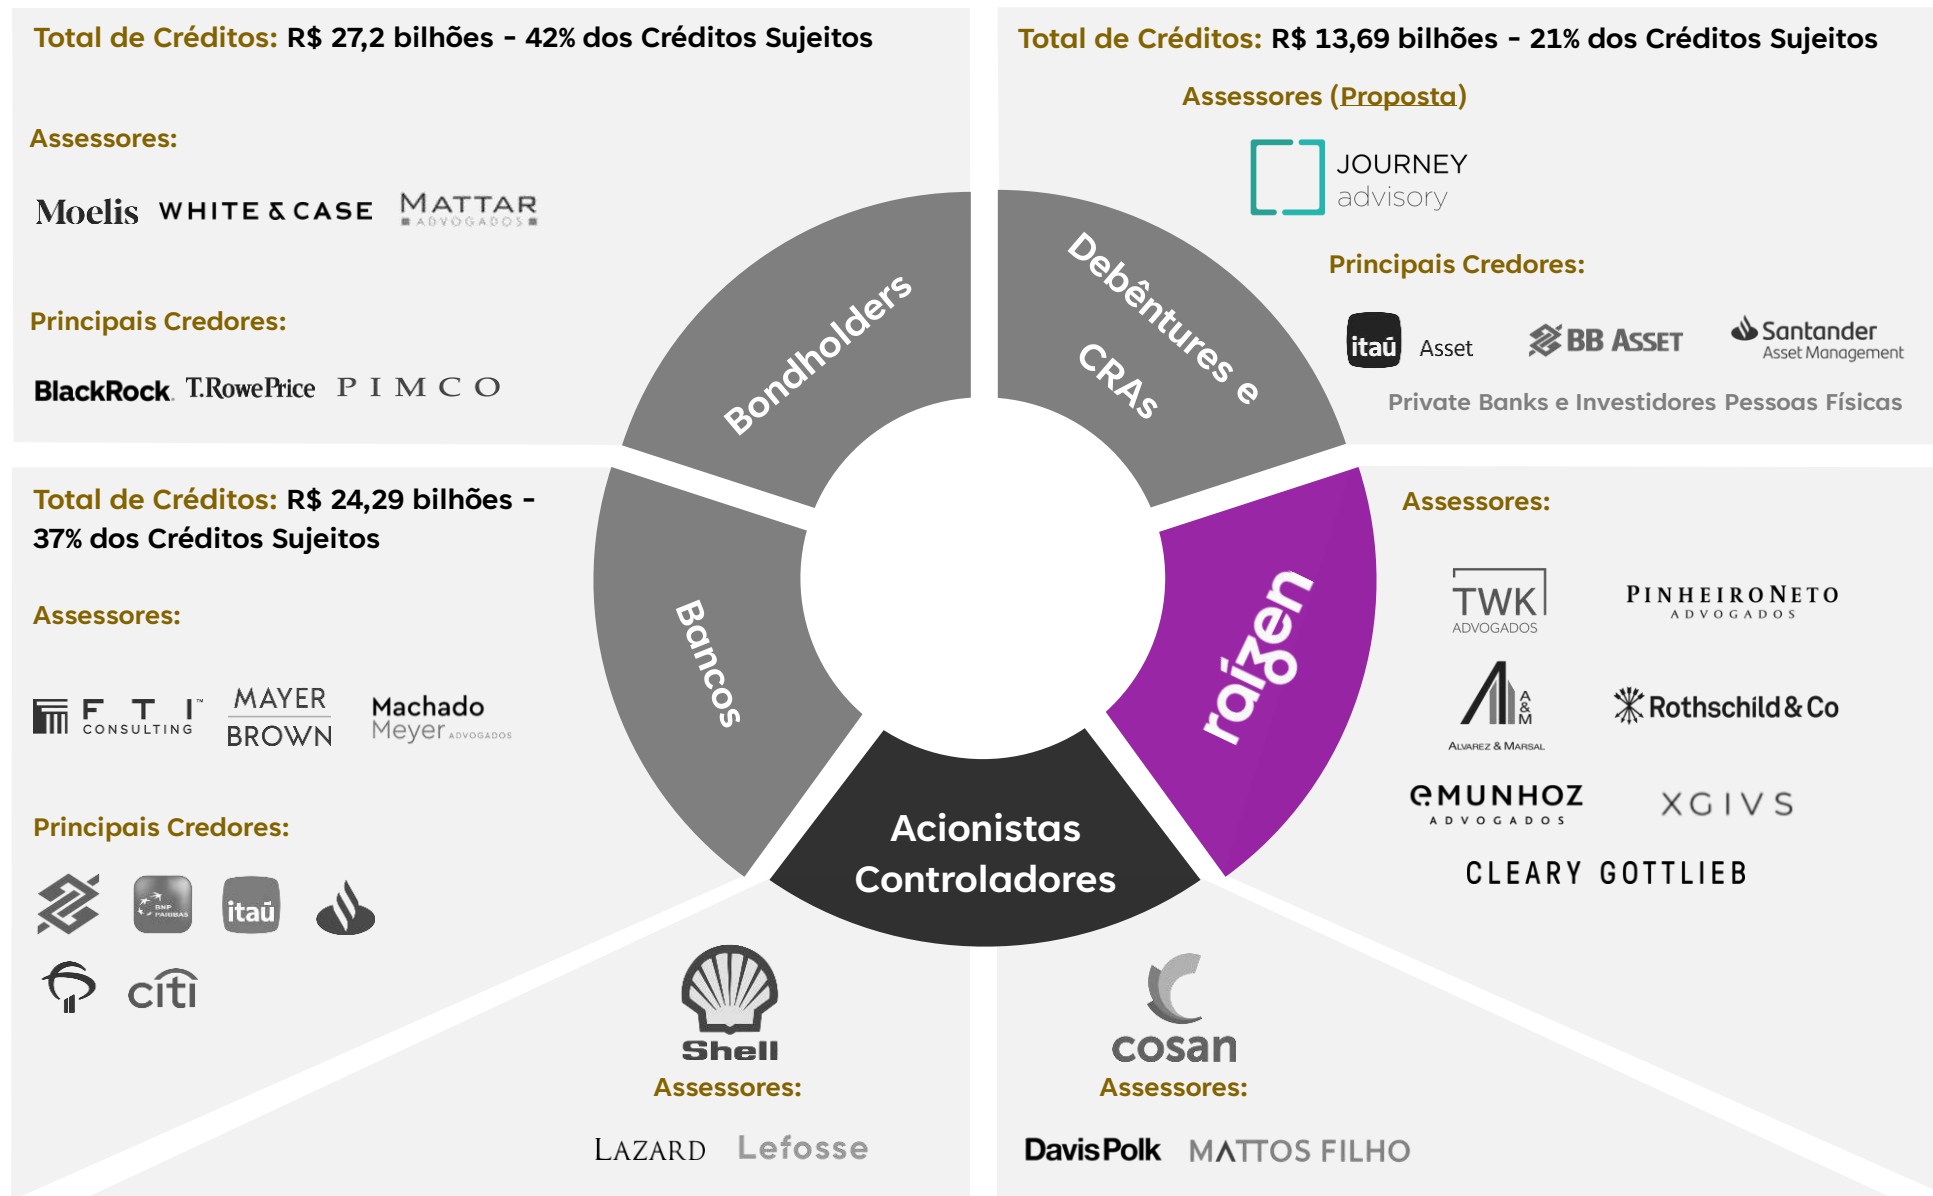 Total de Créditos: R$ 27,2 bilhões - 42% dos Créditos Sujeitos
Assessores:
Moelis WHITE & CASE MATTAR
ADVOGADOS
Principais Credores:
BlackRock. T.RowePrice PIMCO
Bondholders
Total de Créditos: R$ 13,69 bilhões - 21% dos Créditos Sujeitos
Assessores (Proposta)
JOURNEY
advisory
Principais Credores:
itaú Asset
BB ASSET
Santander
Asset Management
Private Banks e Investidores Pessoas Físicas
Debêntures e
CRAs
Total de Créditos: R$ 24,29 bilhões -
37% dos Créditos Sujeitos
Assessores:
FTI™
CONSULTING
MAYER
BROWN
Machado
Meyer ADVOGADOS
Principais Credores:
BNP
PARIBAS
itaú
citi
Bancos
raízen
Assessores:
TWK
ADVOGADOS
PINHEIRONETO
ADVOGADOS
A&M
ALVAREZ & MARSAL
Rothschild & Co
eMUNHOZ
ADVOGADOS
XGIVS
CLEARY GOTTLIEB
Acionistas
Controladores
Shell
Assessores:
LAZARD Lefosse
cosan
Assessores:
DavisPolk MATTOS FILHO